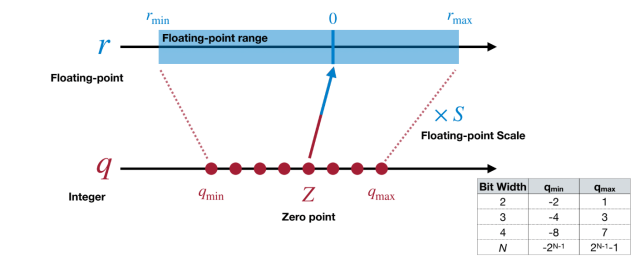 r_min 0 r_max
r Floating-point range
Floating-point
× S
Floating-point Scale
q
q_min Z q_max
Integer
Zero point
Bit Width q_min q_max
2 -2 1
3 -4 3
4 -8 7
N -2^N-1 2^N-1-1